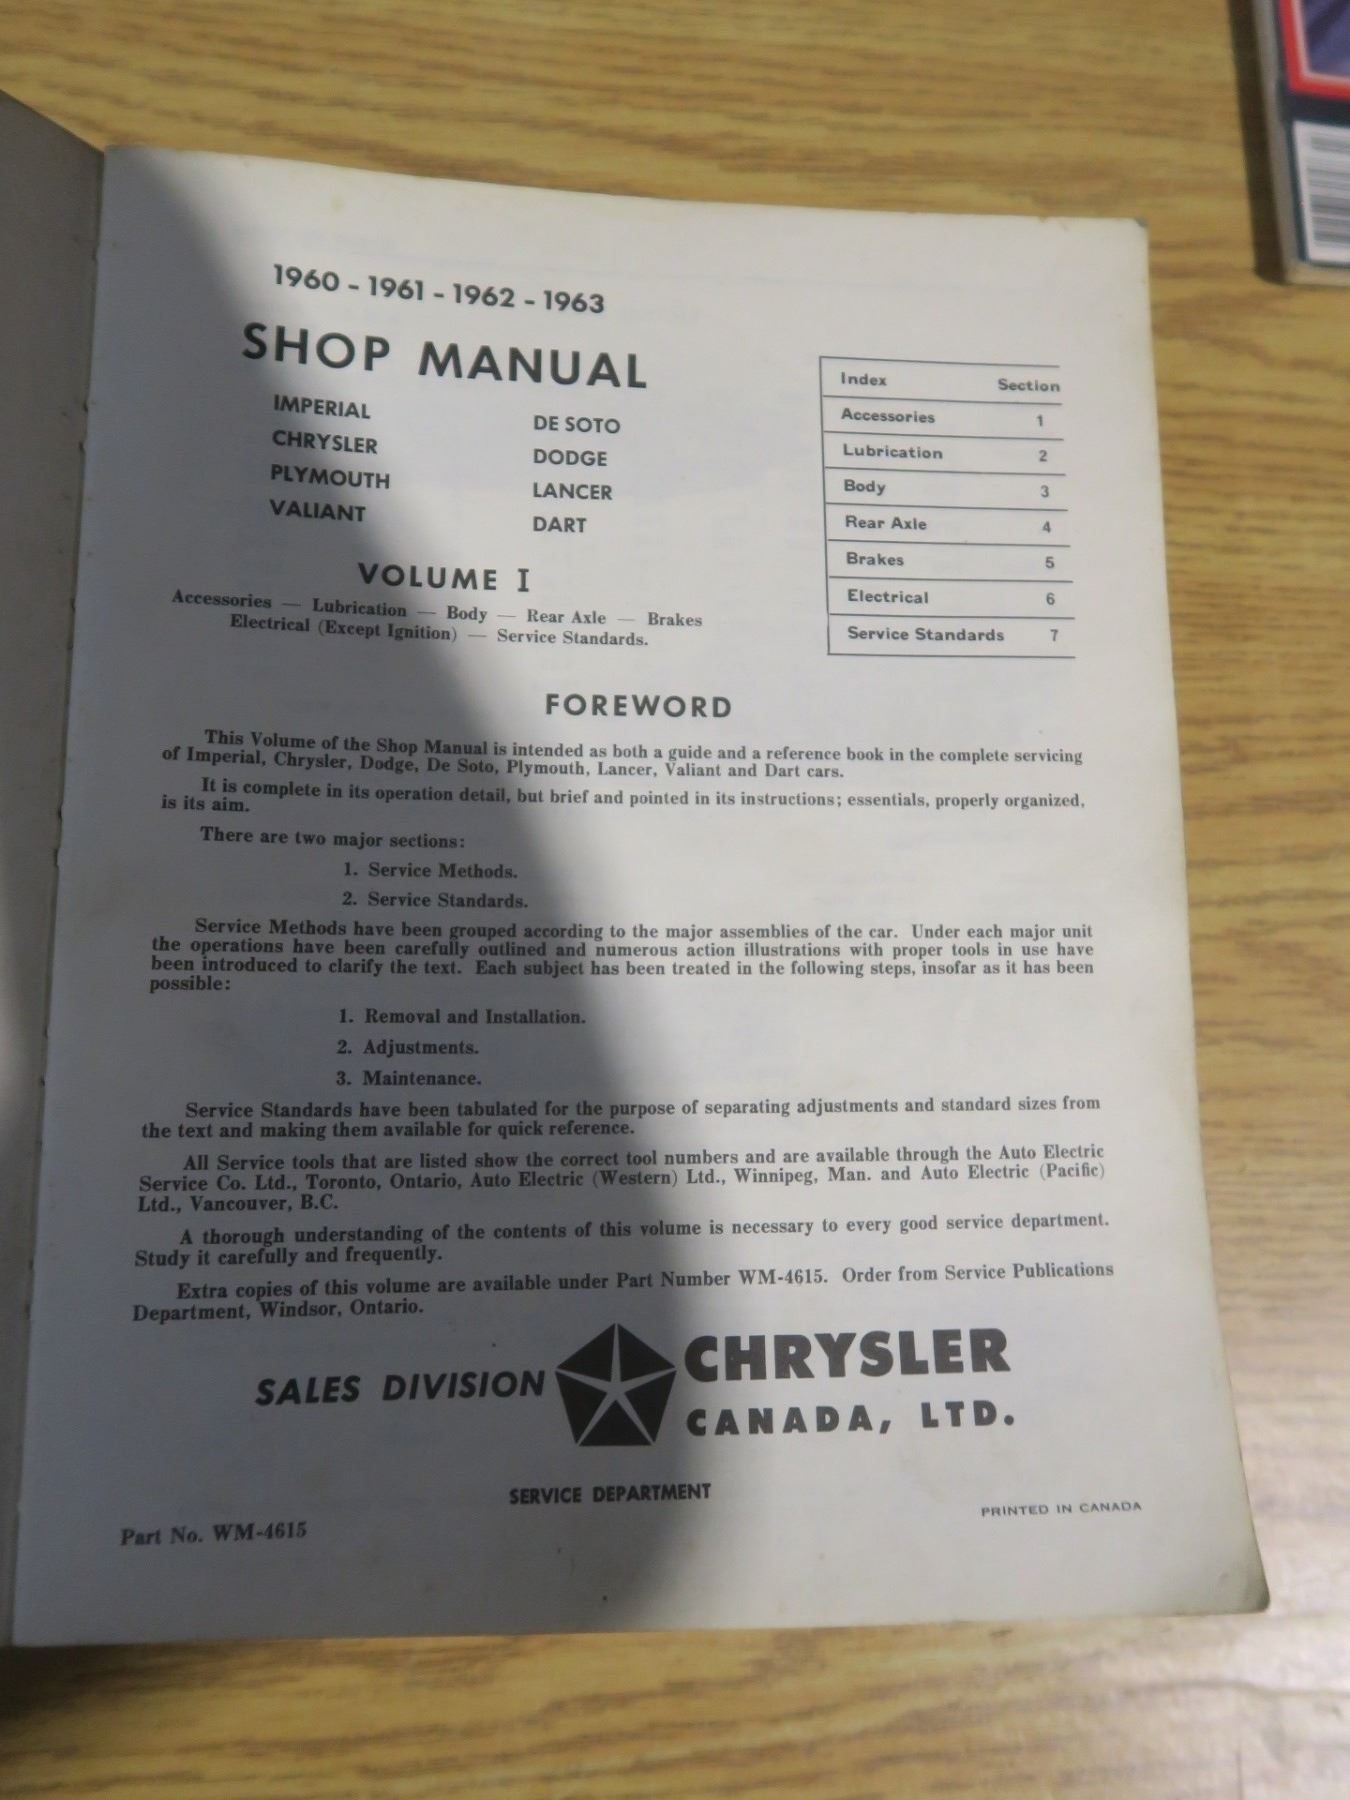 1960 - 1961 - 1962 - 1963
SHOP MANUAL
IMPERIAL
CHRYSLER
PLYMOUTH
VALIANT
DE SOTO
DODGE
LANCER
DART
VOLUME I
Accessories — Lubrication — Body — Rear Axle — Brakes
Electrical (Except Ignition) — Service Standards.
Index Section
Accessories 1
Lubrication 2
Body 3
Rear Axle 4
Brakes 5
Electrical 6
Service Standards 7
FOREWORD
This Volume of the Shop Manual is intended as both a guide and a reference book in the complete servicing
of Imperial, Chrysler, Dodge, De Soto, Plymouth, Lancer, Valiant and Dart cars.
It is complete in its operation detail, but brief and pointed in its instructions; essentials, properly organized,
is its aim.
There are two major sections:
1. Service Methods.
2. Service Standards.
Service Methods have been grouped according to the major assemblies of the car. Under each major unit
the operations have been carefully outlined and numerous action illustrations with proper tools in use have
been introduced to clarify the text. Each subject has been treated in the following steps, insofar as it has been
possible:
1. Removal and Installation.
2. Adjustments.
3. Maintenance.
Service Standards have been tabulated for the purpose of separating adjustments and standard sizes from
the text and making them available for quick reference.
All Service tools that are listed show the correct tool numbers and are available through the Auto Electric
Service Co. Ltd., Toronto, Ontario, Auto Electric (Western) Ltd., Winnipeg, Man. and Auto Electric (Pacific)
Ltd., Vancouver, B.C.
A thorough understanding of the contents of this volume is necessary to every good service department.
Study it carefully and frequently.
Extra copies of this volume are available under Part Number WM-4615. Order from Service Publications
Department, Windsor, Ontario.
SALES DIVISION CHRYSLER
CANADA, LTD.
SERVICE DEPARTMENT
PRINTED IN CANADA
Part No. WM-4615